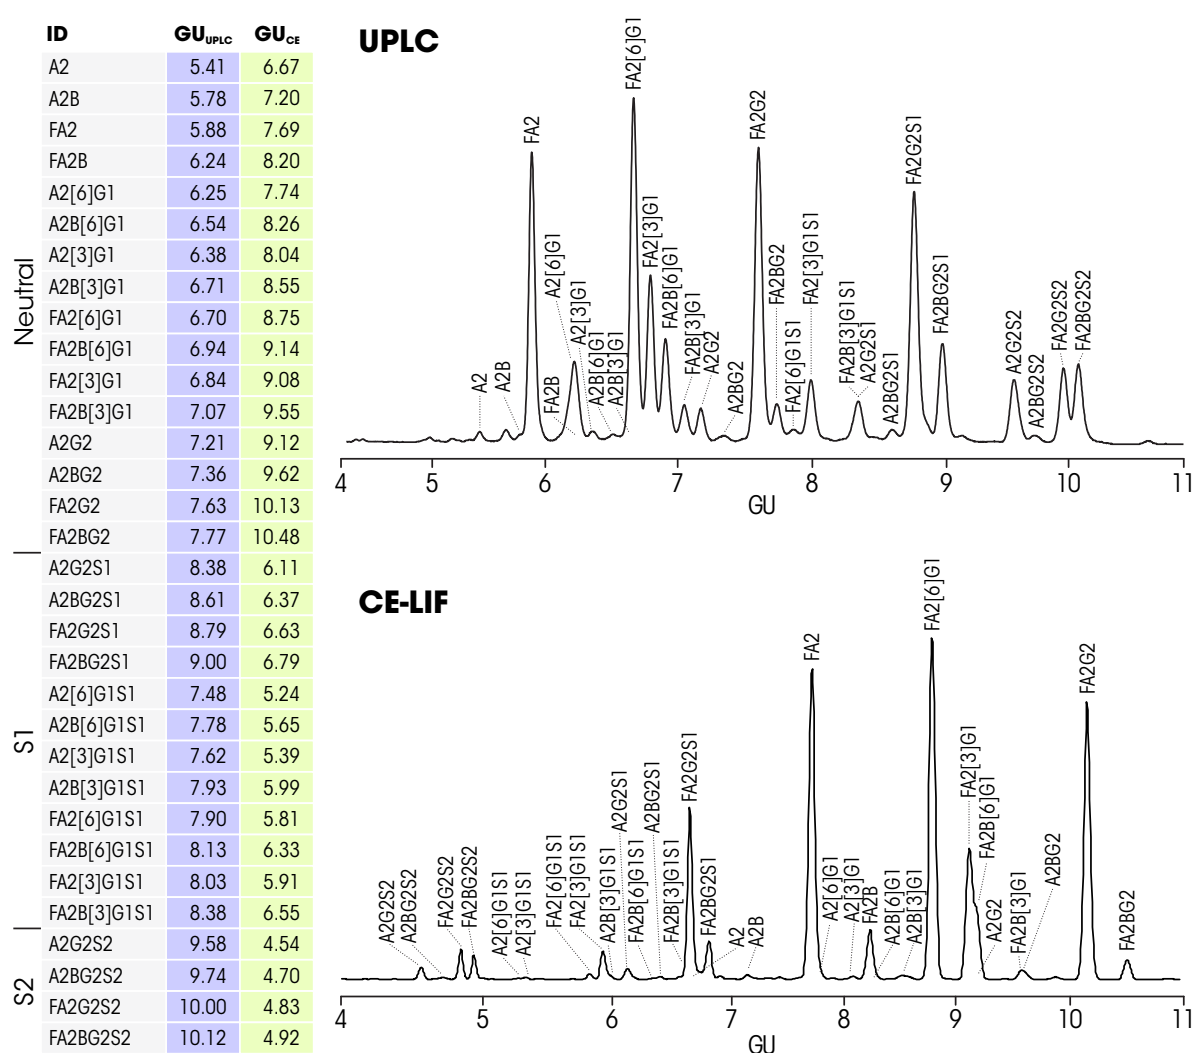 ID GU UPLC GU CE
Neutral
A2 5.41 6.67
A2B 5.78 7.20
FA2 5.88 7.69
FA2B 6.24 8.20
A2[6]G1 6.25 7.74
A2B[6]G1 6.54 8.26
A2[3]G1 6.38 8.04
A2B[3]G1 6.71 8.55
FA2[6]G1 6.70 8.75
FA2B[6]G1 6.94 9.14
FA2[3]G1 6.84 9.08
FA2B[3]G1 7.07 9.55
A2G2 7.21 9.12
A2BG2 7.36 9.62
FA2G2 7.63 10.13
FA2BG2 7.77 10.48
S1
A2G2S1 8.38 6.11
A2BG2S1 8.61 6.37
FA2G2S1 8.79 6.63
FA2BG2S1 9.00 6.79
A2[6]G1S1 7.48 5.24
A2B[6]G1S1 7.78 5.65
A2[3]G1S1 7.62 5.39
A2B[3]G1S1 7.93 5.99
FA2[6]G1S1 7.90 5.81
FA2B[6]G1S1 8.13 6.33
FA2[3]G1S1 8.03 5.91
FA2B[3]G1S1 8.38 6.55
S2
A2G2S2 9.58 4.54
A2BG2S2 9.74 4.70
FA2G2S2 10.00 4.83
FA2BG2S2 10.12 4.92
UPLC
A2
A2B
FA2
FA2B
A2[6]G1
A2[3]G1
A2B[6]G1
A2B[3]G1
FA2[6]G1
FA2[3]G1
FA2B[6]G1
FA2B[3]G1
A2G2
A2BG2
FA2G2
FA2BG2
FA2[6]G1S1
FA2[3]G1S1
FA2B[3]G1S1
A2G2S1
A2BG2S1
FA2G2S1
FA2BG2S1
A2G2S2
A2BG2S2
FA2G2S2
FA2BG2S2
4 5 6 7 8 9 10 11
GU
CE-LIF
A2G2S2
A2BG2S2
FA2G2S2
FA2BG2S2
A2[6]G1S1
A2[3]G1S1
FA2[6]G1S1
FA2[3]G1S1
A2B[3]G1S1
A2G2S1
FA2B[6]G1S1
A2BG2S1
FA2B[3]G1S1
FA2G2S1
FA2BG2S1
A2
A2B
FA2
A2[6]G1
A2[3]G1
FA2B
A2B[6]G1
A2B[3]G1
FA2[6]G1
FA2[3]G1
FA2B[6]G1
A2G2
FA2B[3]G1
A2BG2
FA2G2
FA2BG2
4 5 6 7 8 9 10 11
GU